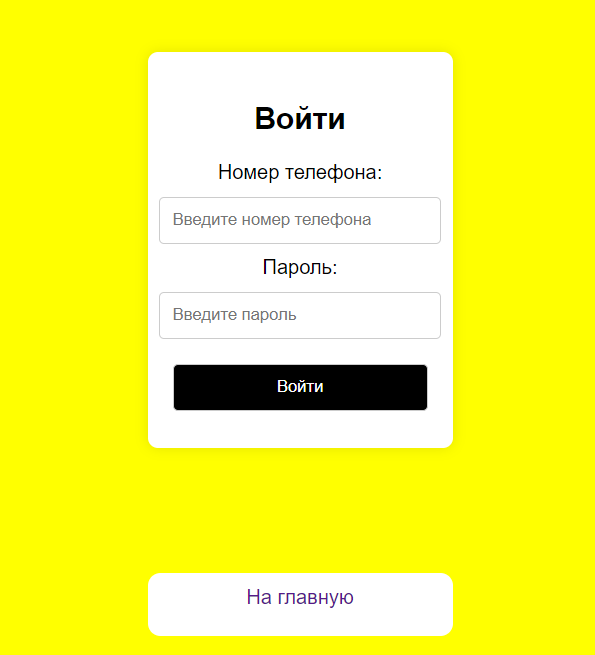 Войти
Номер телефона:
Введите номер телефона
Пароль:
Введите пароль
Войти
На главную